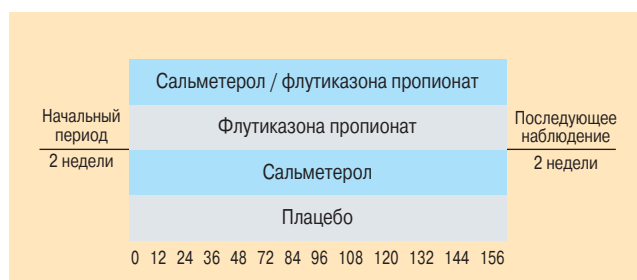 Сальметерол / флутиказона пропионат
Начальный
период
2 недели
Флутиказона пропионат
Последующее
наблюдение
2 недели
Сальметерол
Плацебо
0 12 24 36 48 72 84 96 108 120 132 144 156